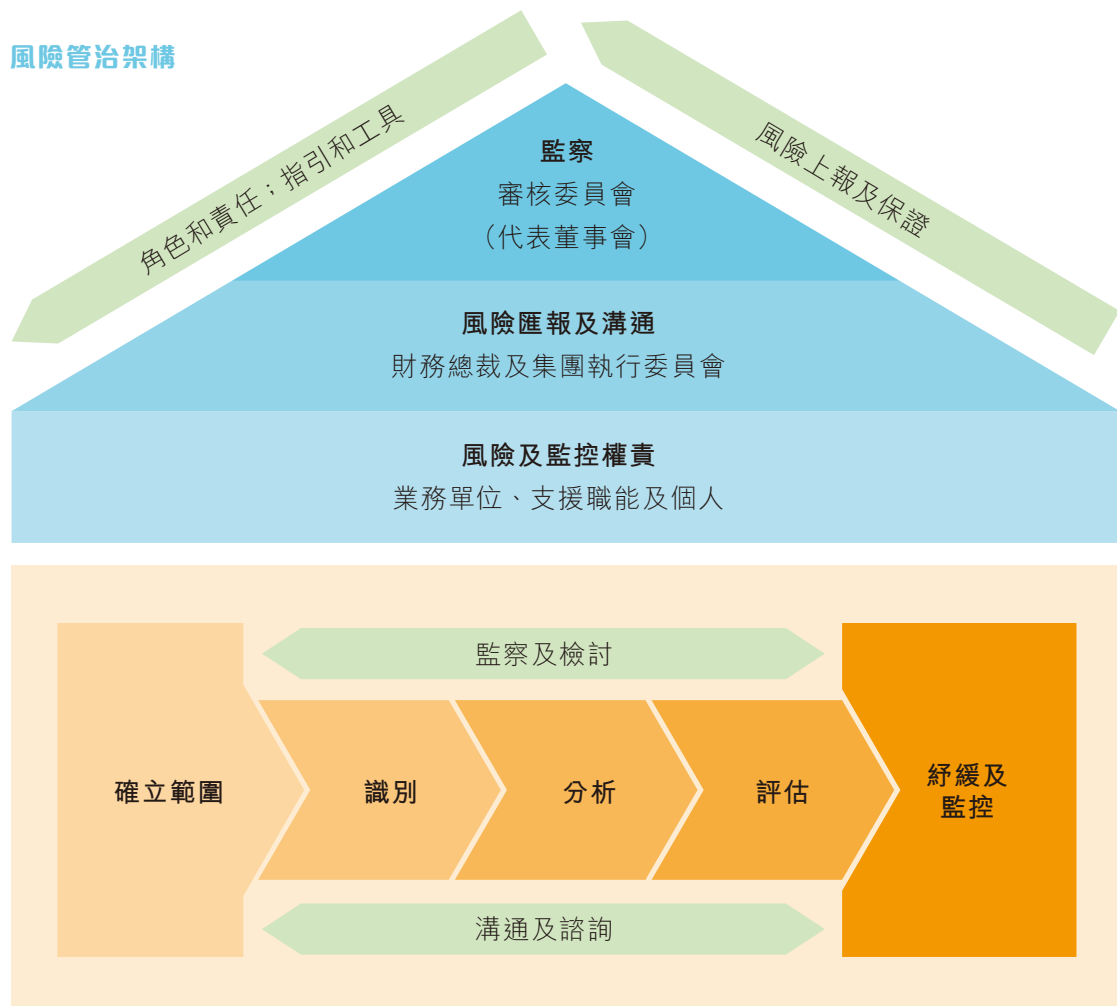 風險管治架構
角色和責任；指引和工具
風險上報及保證
監察
審核委員會
（代表董事會）
風險匯報及溝通
財務總裁及集團執行委員會
風險及監控權責
業務單位、支援職能及個人
監察及檢討
確立範圍
識別
分析
評估
紓緩及
監控
溝通及諮詢